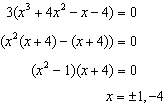 3(x³ + 4x² − x − 4) = 0
(x²(x + 4) − (x + 4)) = 0
(x² − 1)(x + 4) = 0
x = ±1, −4